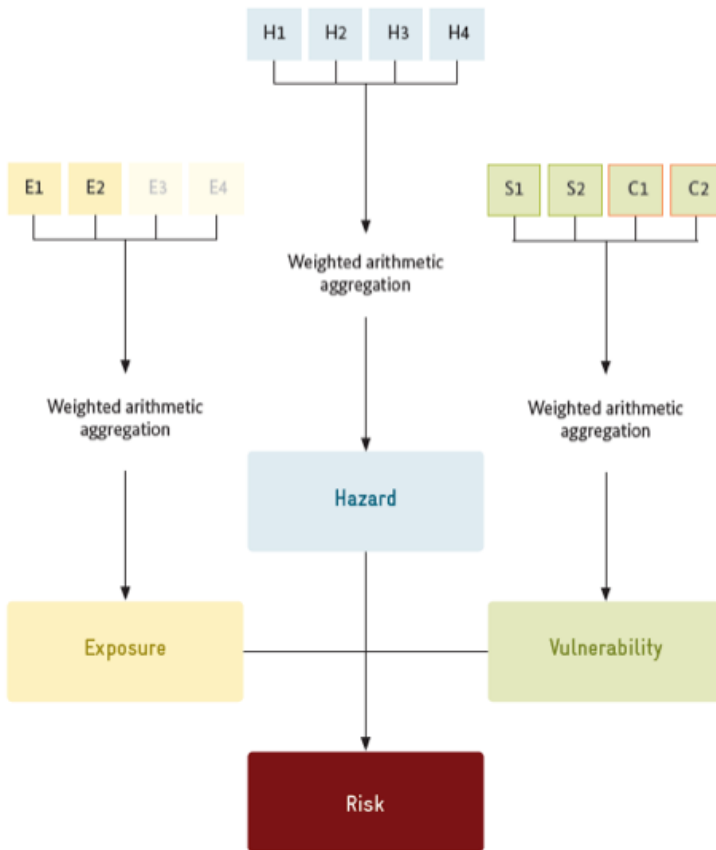 H1 H2 H3 H4
E1 E2 E3 E4
S1 S2 C1 C2
Weighted arithmetic
aggregation
Weighted arithmetic
aggregation
Weighted arithmetic
aggregation
Hazard
Exposure
Vulnerability
Risk